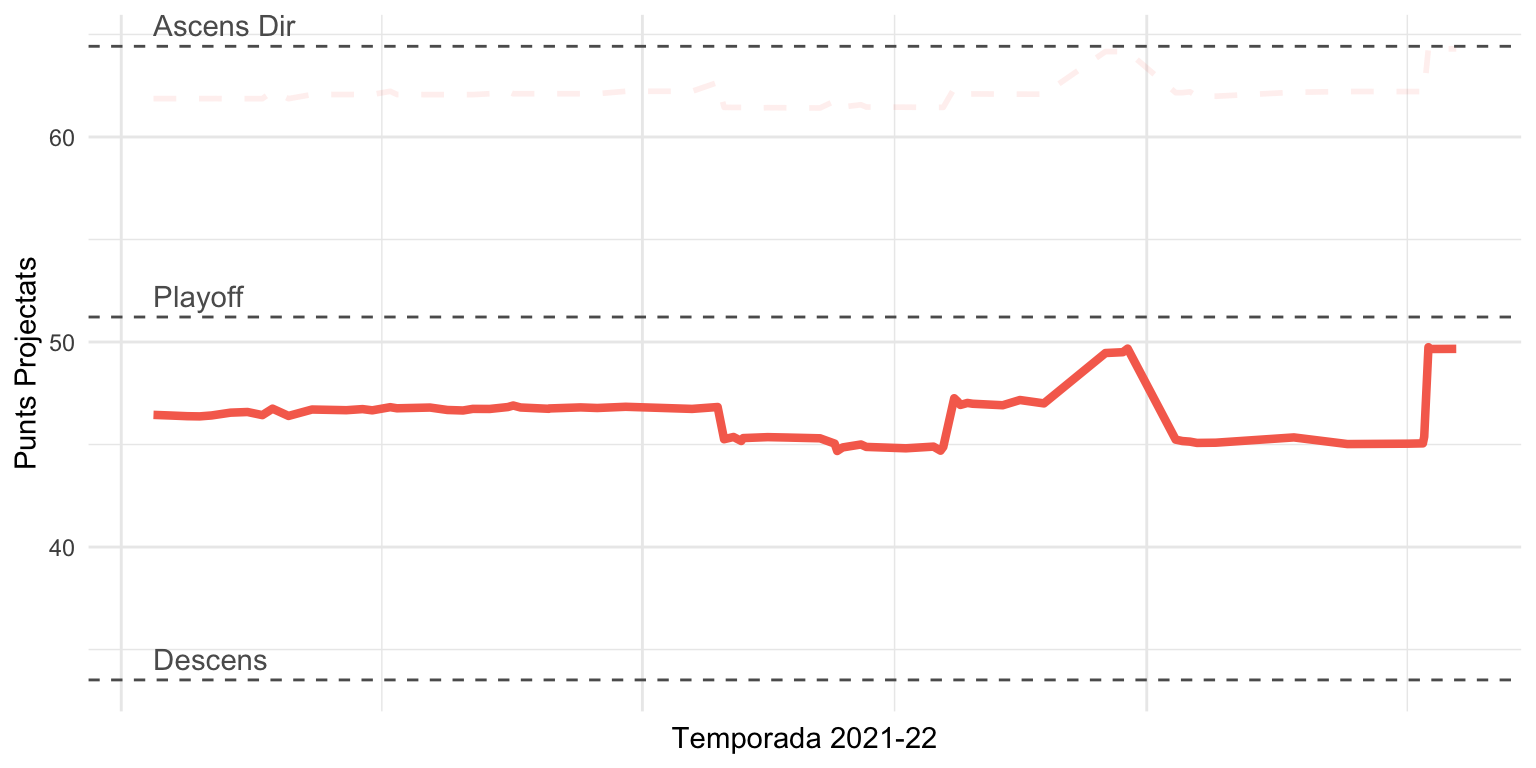 Ascens Dir
60
Playoff
50
40
Descens
Punts Projectats
Temporada 2021-22